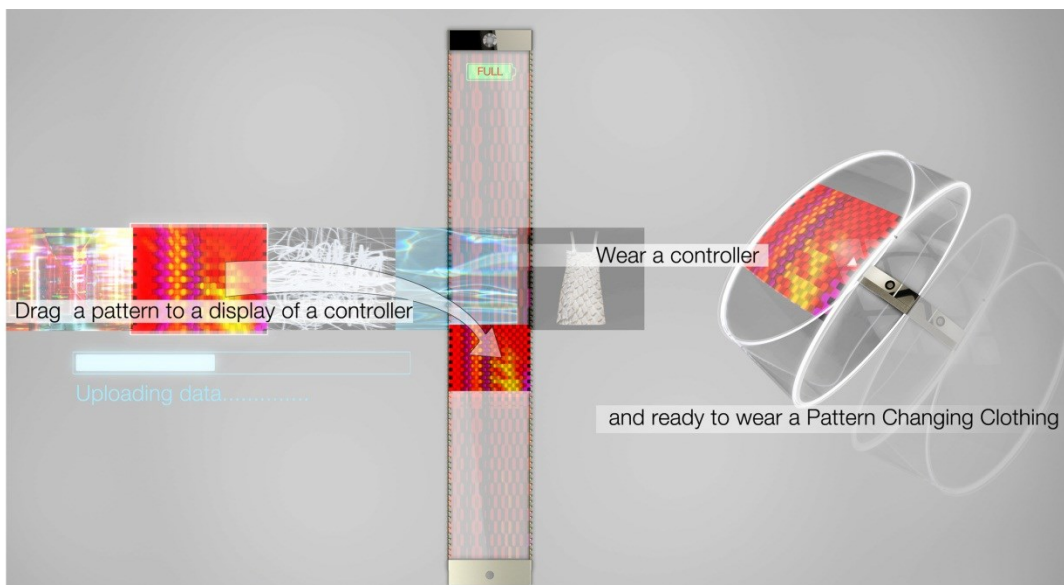 FULL
Wear a controller
Drag a pattern to a display of a controller
Uploading data..............
and ready to wear a Pattern Changing Clothing